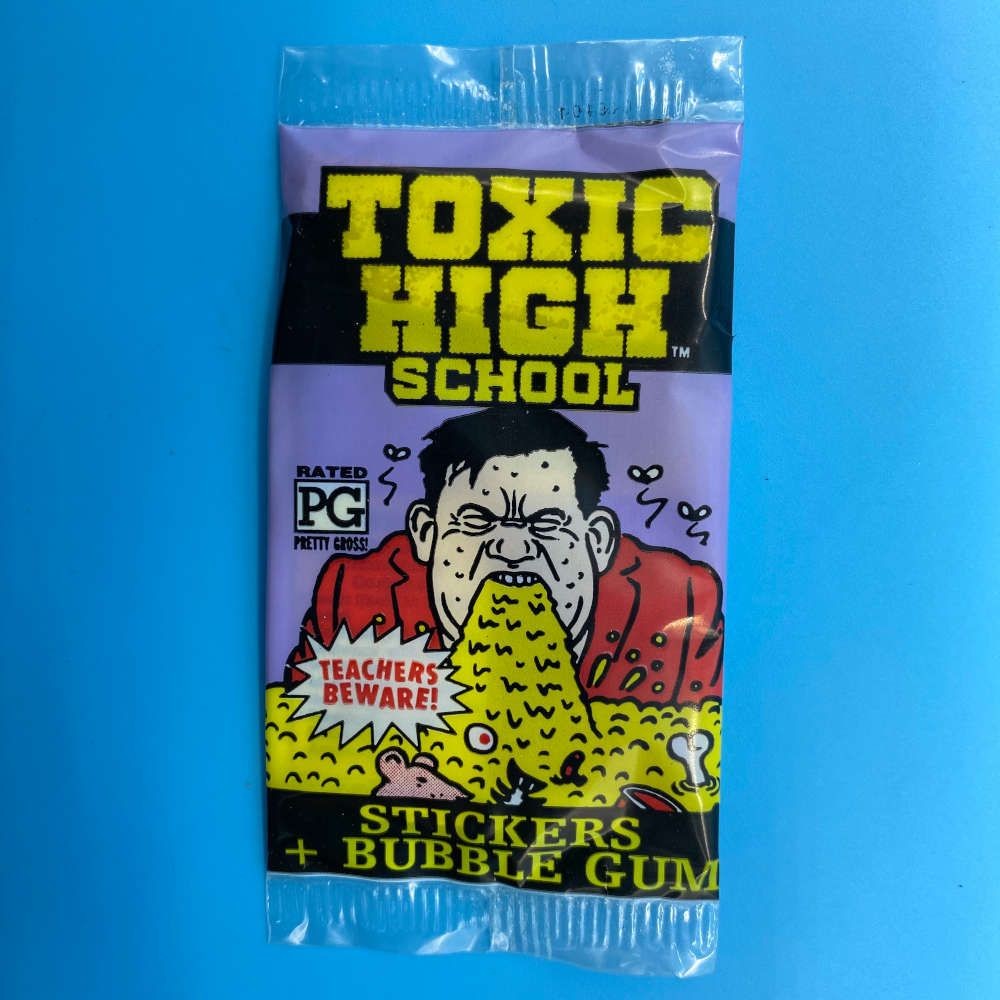 TOXIC
HIGH
TM
SCHOOL
RATED
PG
PRETTY GROSS!
TEACHERS
BEWARE!
STICKERS
+ BUBBLE GUM